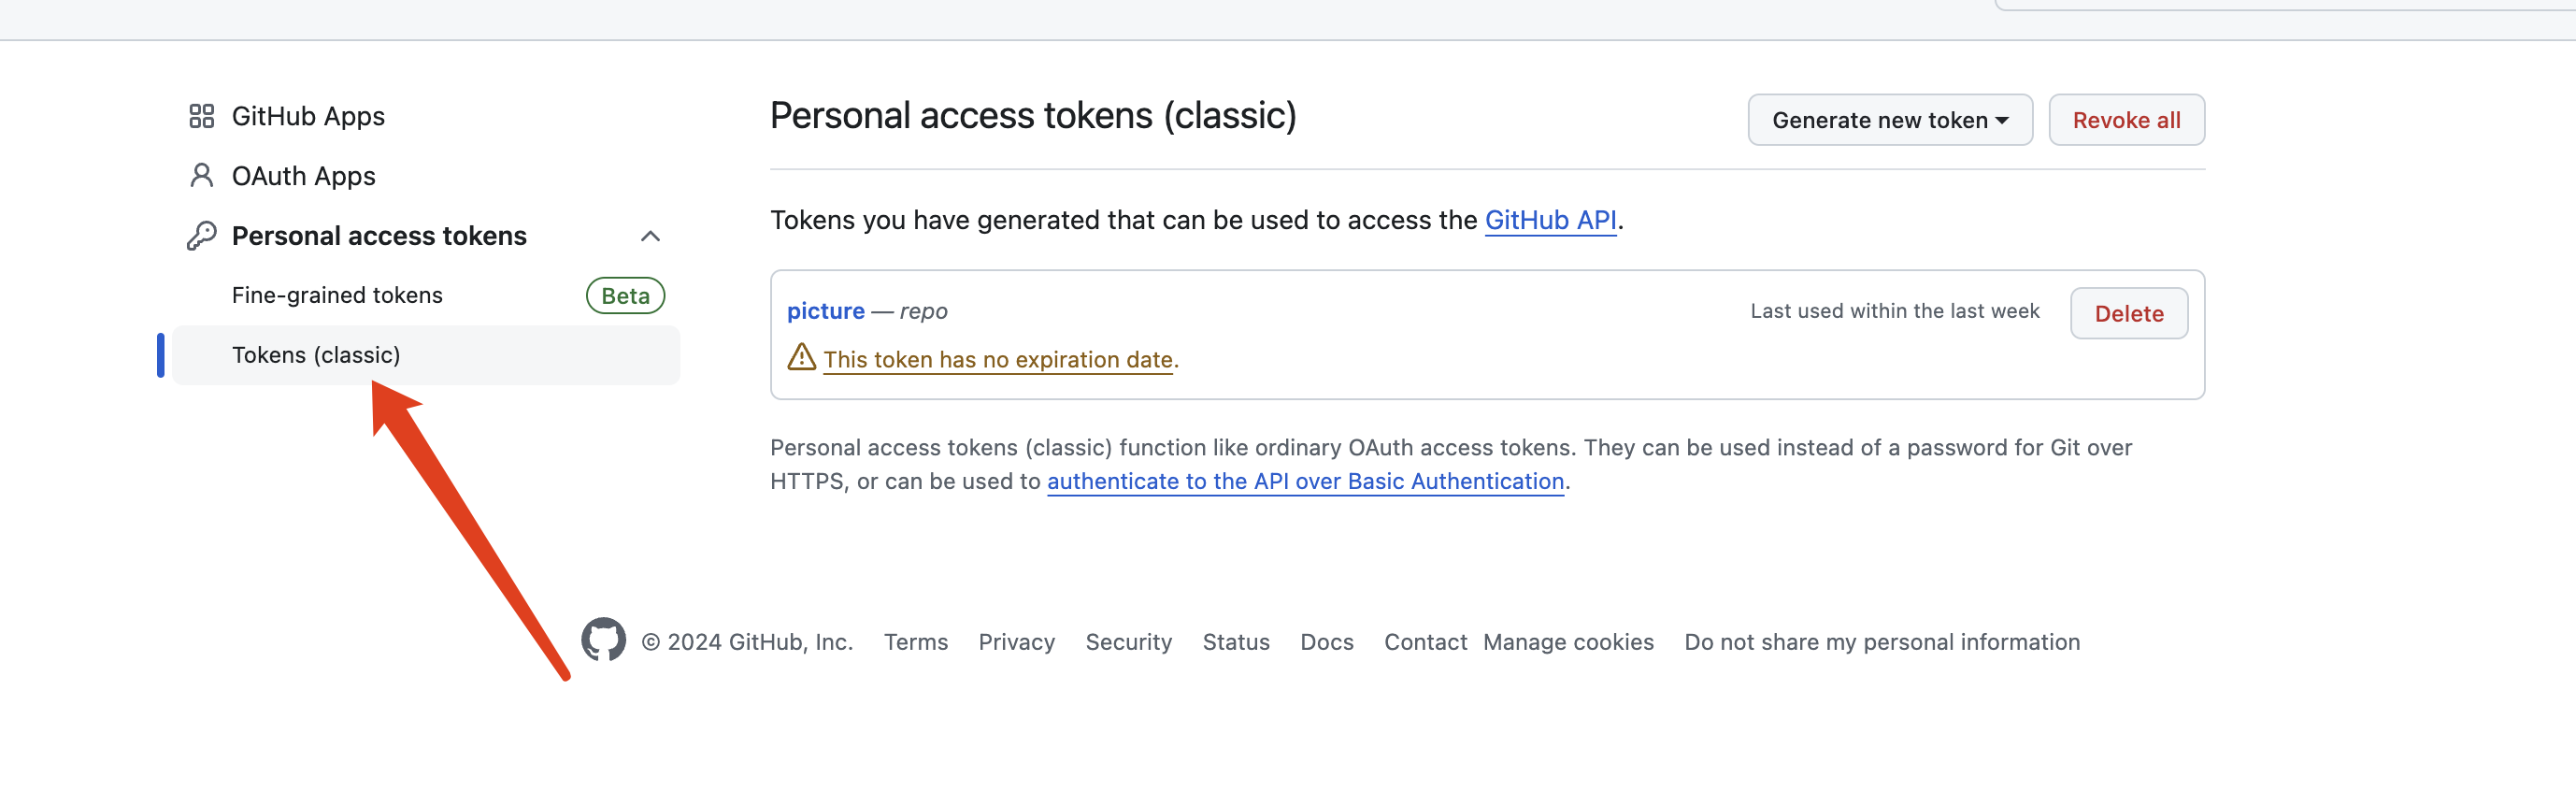 GitHub Apps
OAuth Apps
Personal access tokens
Fine-grained tokens Beta
Tokens (classic)
Personal access tokens (classic)
Generate new token
Revoke all
Tokens you have generated that can be used to access the GitHub API.
picture — repo
Last used within the last week
Delete
This token has no expiration date.
Personal access tokens (classic) function like ordinary OAuth access tokens. They can be used instead of a password for Git over
HTTPS, or can be used to authenticate to the API over Basic Authentication.
© 2024 GitHub, Inc. Terms Privacy Security Status Docs Contact Manage cookies Do not share my personal information